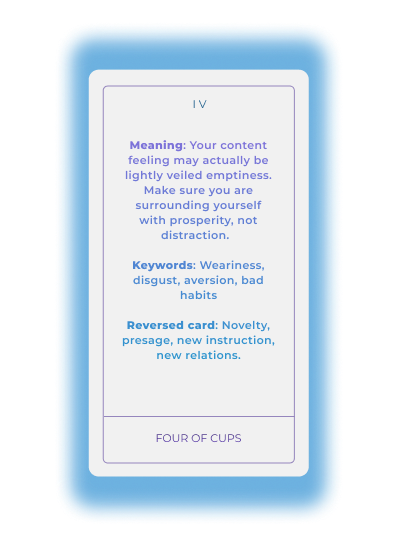 IV
Meaning: Your content
feeling may actually be
lightly veiled emptiness.
Make sure you are
surrounding yourself
with prosperity, not
distraction.
Keywords: Weariness,
disgust, aversion, bad
habits
Reversed card: Novelty,
presage, new instruction,
new relations.
FOUR OF CUPS